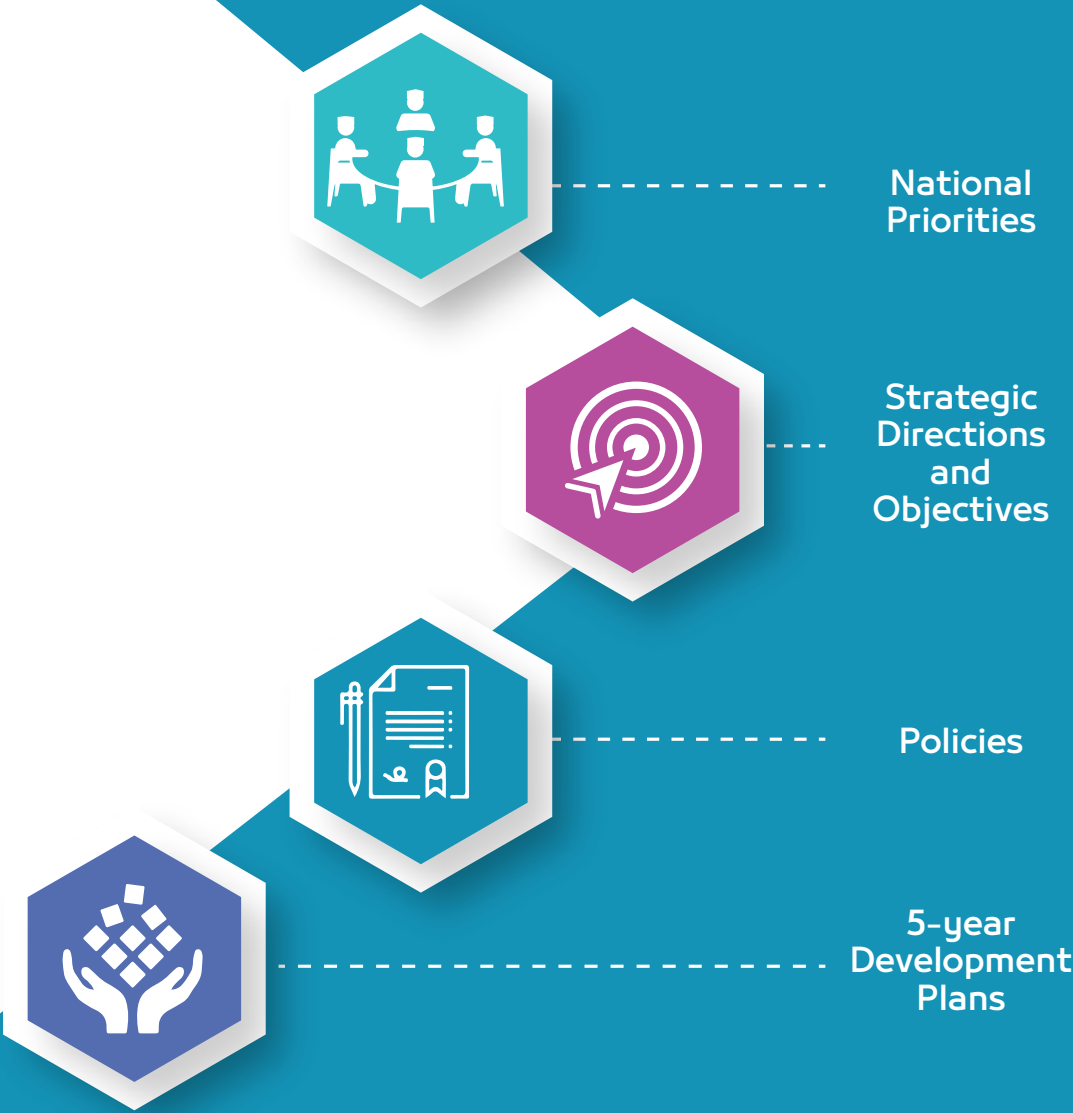 National
Priorities
Strategic
Directions
and
Objectives
Policies
5-year
Development
Plans